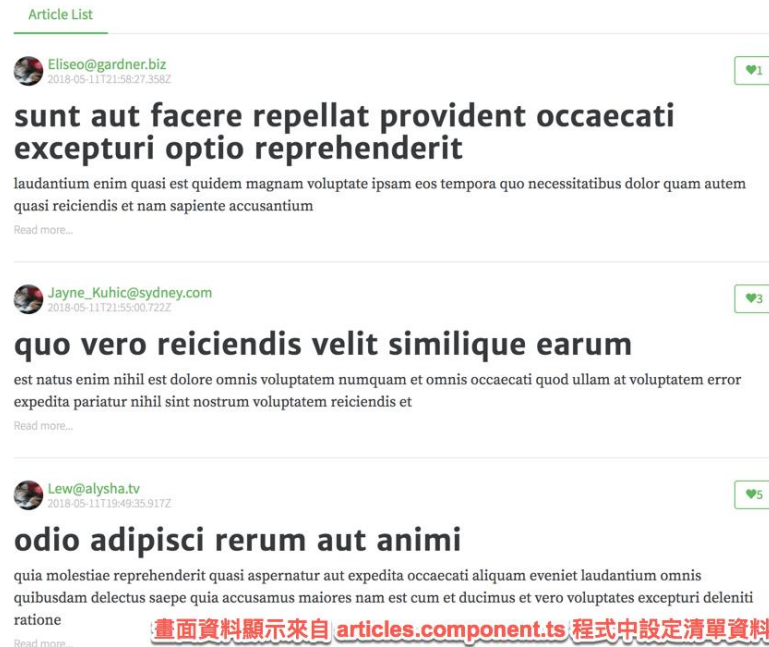 Article List
Eliseo@gardner.biz
2018-05-11T21:58:27.358Z
♥1
sunt aut facere repellat provident occaecati
excepturi optio reprehenderit
laudantium enim quasi est quidem magnam voluptate ipsam eos tempora quo necessitatibus dolor quam autem
quasi reiciendis et nam sapiente accusantium
Read more...
Jayne_Kuhic@sydney.com
2018-05-11T21:55:00.722Z
♥3
quo vero reiciendis velit similique earum
est natus enim nihil est dolore omnis voluptatem numquam et omnis occaecati quod ullam at voluptatem error
expedita pariatur nihil sint nostrum voluptatem reiciendis et
Read more...
Lew@alysha.tv
2018-05-11T19:49:35.917Z
♥5
odio adipisci rerum aut animi
quia molestiae reprehenderit quasi aspernatur aut expedita occaecati aliquam eveniet laudantium omnis
quibusdam delectus saepe quia accusamus maiores nam est cum et ducimus et vero voluptates excepturi deleniti
ratione
畫面資料顯示來自 articles.component.ts 程式中設定清單資料
Read more...